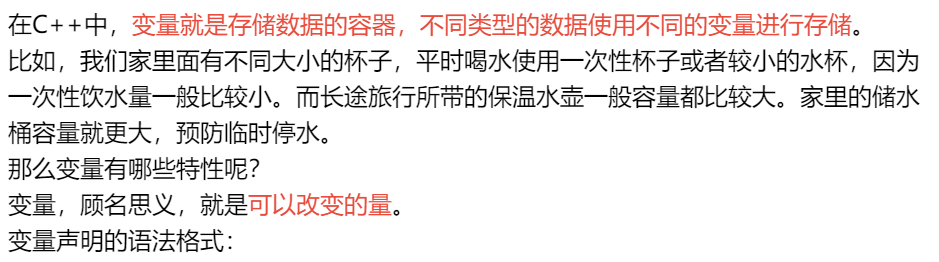 在C++中，变量就是存储数据的容器，不同类型的数据使用不同的变量进行存储。
比如，我们家里面有不同大小的杯子，平时喝水使用一次性杯子或者较小的水杯，因为
一次性饮水量一般比较小。而长途旅行所带的保温水壶一般容量都比较大。家里的储水
桶容量就更大，预防临时停水。
那么变量有哪些特性呢？
变量，顾名思义，就是可以改变的量。
变量声明的语法格式：